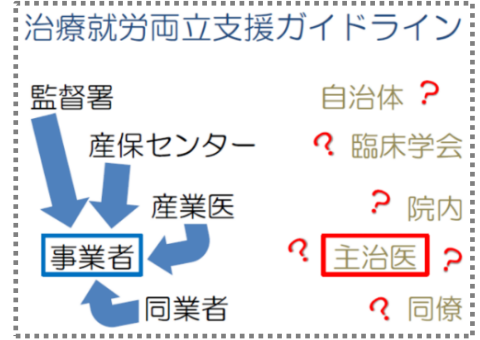 治療就労両立支援ガイドライン
監督署 自治体 ?
産保センター ? 臨床学会
産業医 ? 院内
事業者 ? 主治医 ?
同業者 ? 同僚